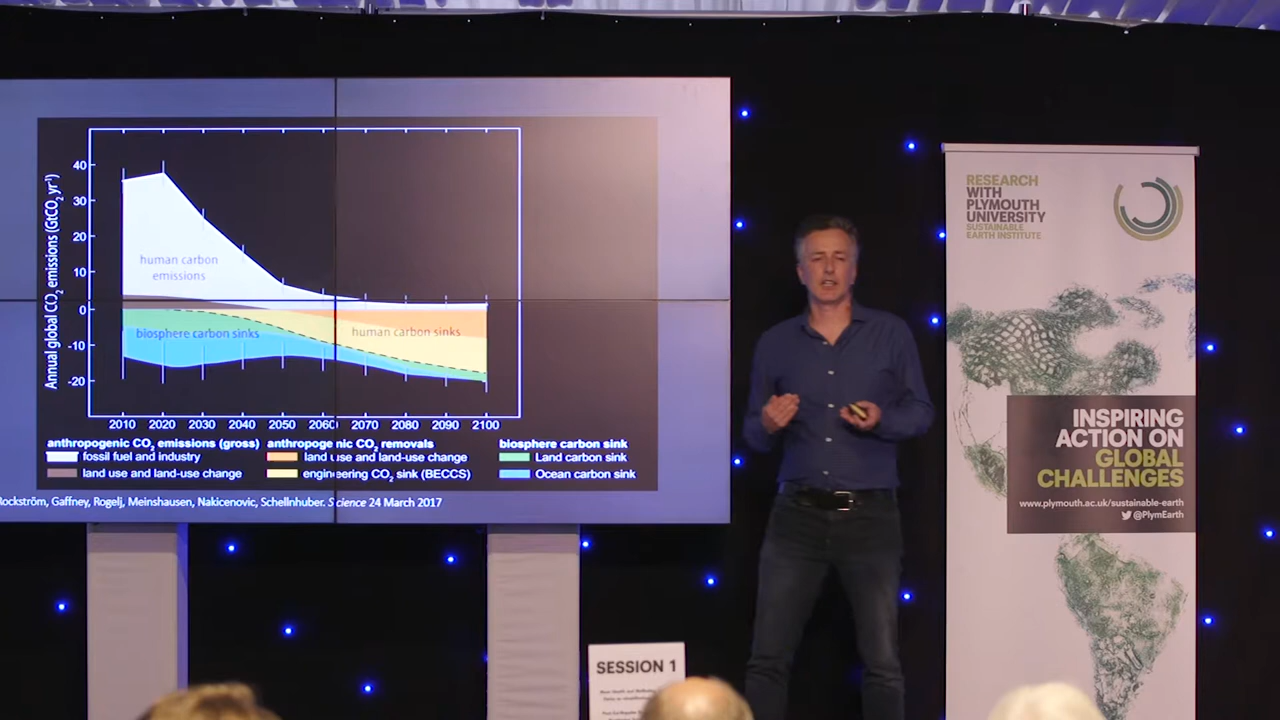 Annual global CO2 emissions (GtCO2 yr-1)
40
30
20
10
0
-10
-20
human carbon
emissions
biosphere carbon sinks
human carbon sinks
2010 2020 2030 2040 2050 2060 2070 2080 2090 2100
anthropogenic CO2 emissions (gross)
fossil fuel and industry
land use and land-use change
anthropogenic CO2 removals
land use and land-use change
engineering CO2 sink (BECCS)
biosphere carbon sink
Land carbon sink
Ocean carbon sink
ockström, Gaffney, Rogelj, Meinshausen, Nakicenovic, Schellnhuber. Science 24 March 2017
SESSION 1
RESEARCH
WITH
PLYMOUTH
UNIVERSITY
SUSTAINABLE
EARTH INSTITUTE
INSPIRING
ACTION ON
GLOBAL
CHALLENGES
www.plymouth.ac.uk/sustainable-earth
@PlymEarth